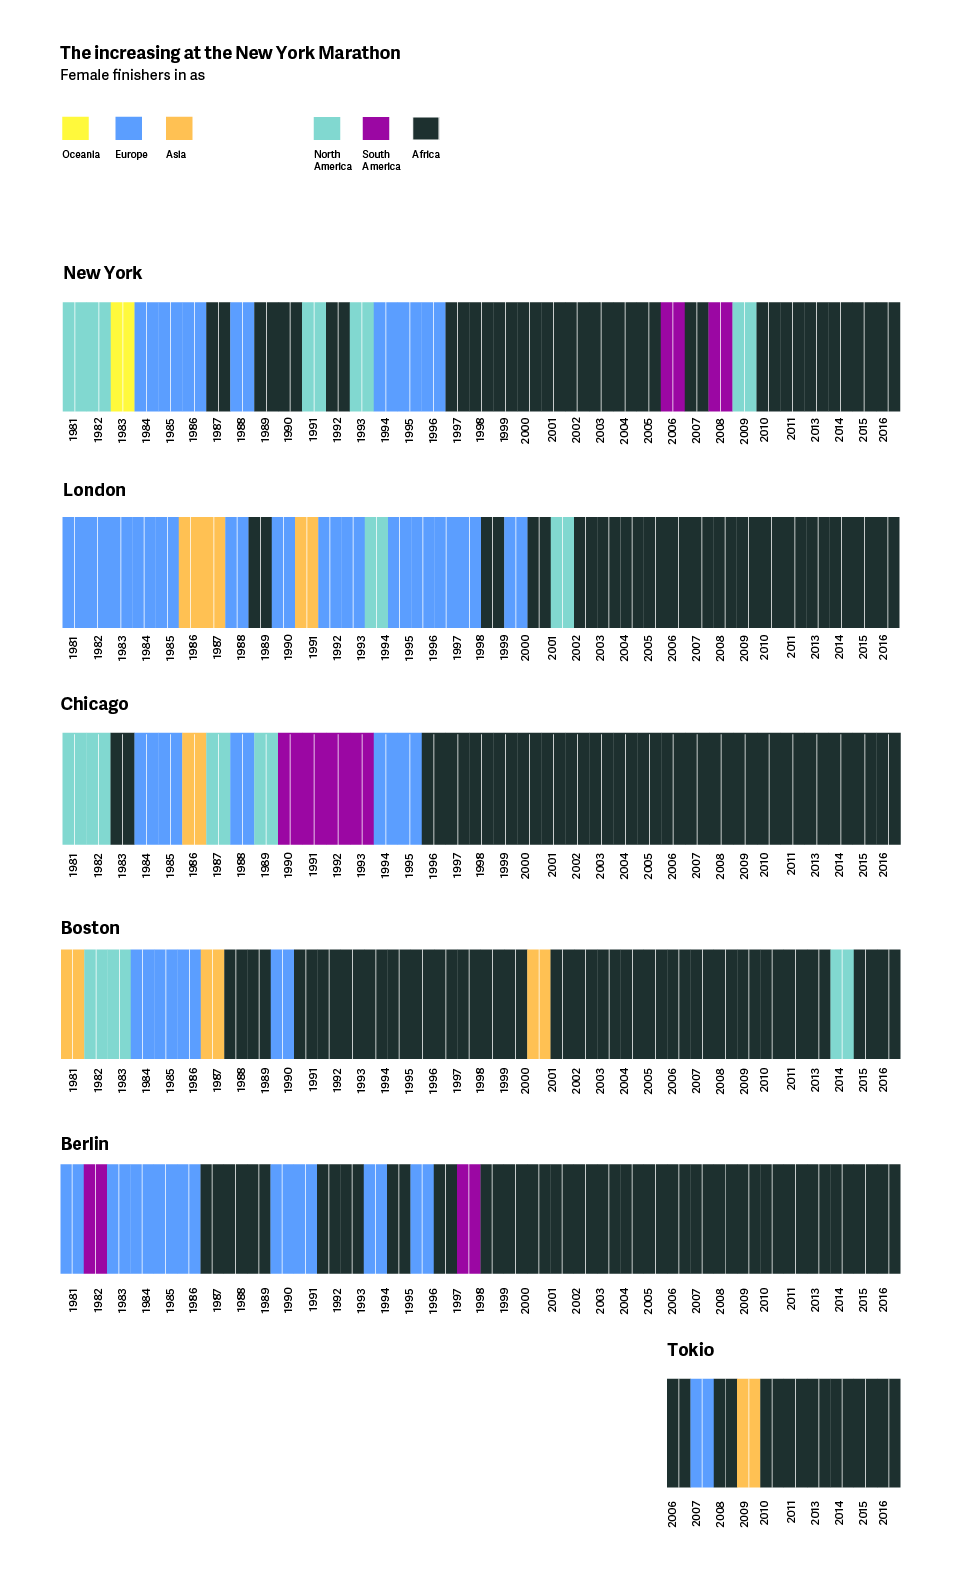 The increasing at the New York Marathon
Female finishers in as
Oceania Europe Asia North America South America Africa
New York
1981 1982 1983 1984 1985 1986 1987 1988 1989 1990 1991 1992 1993 1994 1995 1996 1997 1998 1999 2000 2001 2002 2003 2004 2005 2006 2007 2008 2009 2010 2011 2013 2014 2015 2016
London
1981 1982 1983 1984 1985 1986 1987 1988 1989 1990 1991 1992 1993 1994 1995 1996 1997 1998 1999 2000 2001 2002 2003 2004 2005 2006 2007 2008 2009 2010 2011 2013 2014 2015 2016
Chicago
1981 1982 1983 1984 1985 1986 1987 1988 1989 1990 1991 1992 1993 1994 1995 1996 1997 1998 1999 2000 2001 2002 2003 2004 2005 2006 2007 2008 2009 2010 2011 2013 2014 2015 2016
Boston
1981 1982 1983 1984 1985 1986 1987 1988 1989 1990 1991 1992 1993 1994 1995 1996 1997 1998 1999 2000 2001 2002 2003 2004 2005 2006 2007 2008 2009 2010 2011 2013 2014 2015 2016
Berlin
1981 1982 1983 1984 1985 1986 1987 1988 1989 1990 1991 1992 1993 1994 1995 1996 1997 1998 1999 2000 2001 2002 2003 2004 2005 2006 2007 2008 2009 2010 2011 2013 2014 2015 2016
Tokio
2006 2007 2008 2009 2010 2011 2013 2014 2015 2016